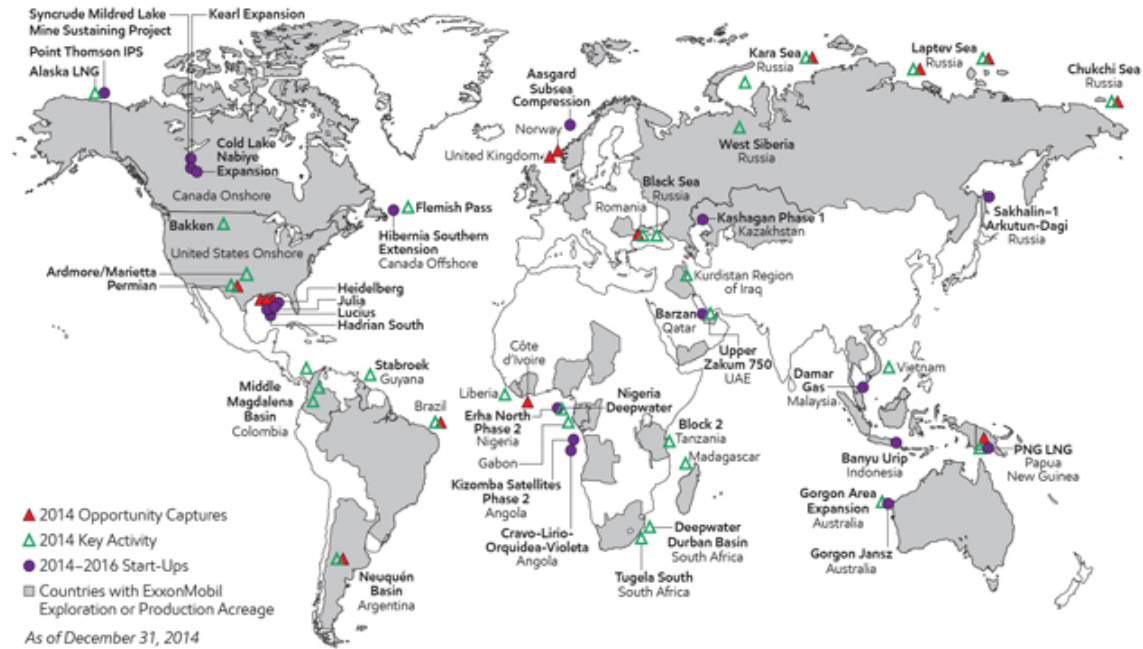 Syncrude Mildred Lake
Mine Sustaining Project
Kearl Expansion
Point Thomson IPS
Alaska LNG
Cold Lake
Nabiye
Expansion
Canada Onshore
Bakken
United States Onshore
Ardmore/Marietta
Permian
Flemish Pass
Hibernia Southern
Extension
Canada Offshore
Heidelberg
Julia
Lucius
Hadrian South
Stabroek
Guyana
Middle
Magdalena
Basin
Colombia
Brazil
Neuquén
Basin
Argentina
Aasgard
Subsea
Compression
Norway
United Kingdom
Romania
Black Sea
Russia
Kara Sea
Russia
Laptev Sea
Russia
Chukchi Sea
Russia
West Siberia
Russia
Kashagan Phase 1
Kazakhstan
Sakhalin–1
Arkutun-Dagi
Russia
Kurdistan Region
of Iraq
Barzan
Qatar
Upper
Zakum 750
UAE
Côte
d'Ivoire
Liberia
Erha North
Phase 2
Nigeria
Nigeria
Deepwater
Gabon
Kizomba Satellites
Phase 2
Angola
Cravo-Lirio-
Orquidea-Violeta
Angola
Block 2
Tanzania
Madagascar
Deepwater
Durban Basin
South Africa
Tugela South
South Africa
Vietnam
Damar
Gas
Malaysia
Banyu Urip
Indonesia
PNG LNG
Papua
New Guinea
Gorgon Area
Expansion
Australia
Gorgon Jansz
Australia
2014 Opportunity Captures
2014 Key Activity
2014–2016 Start-Ups
Countries with ExxonMobil
Exploration or Production Acreage
As of December 31, 2014